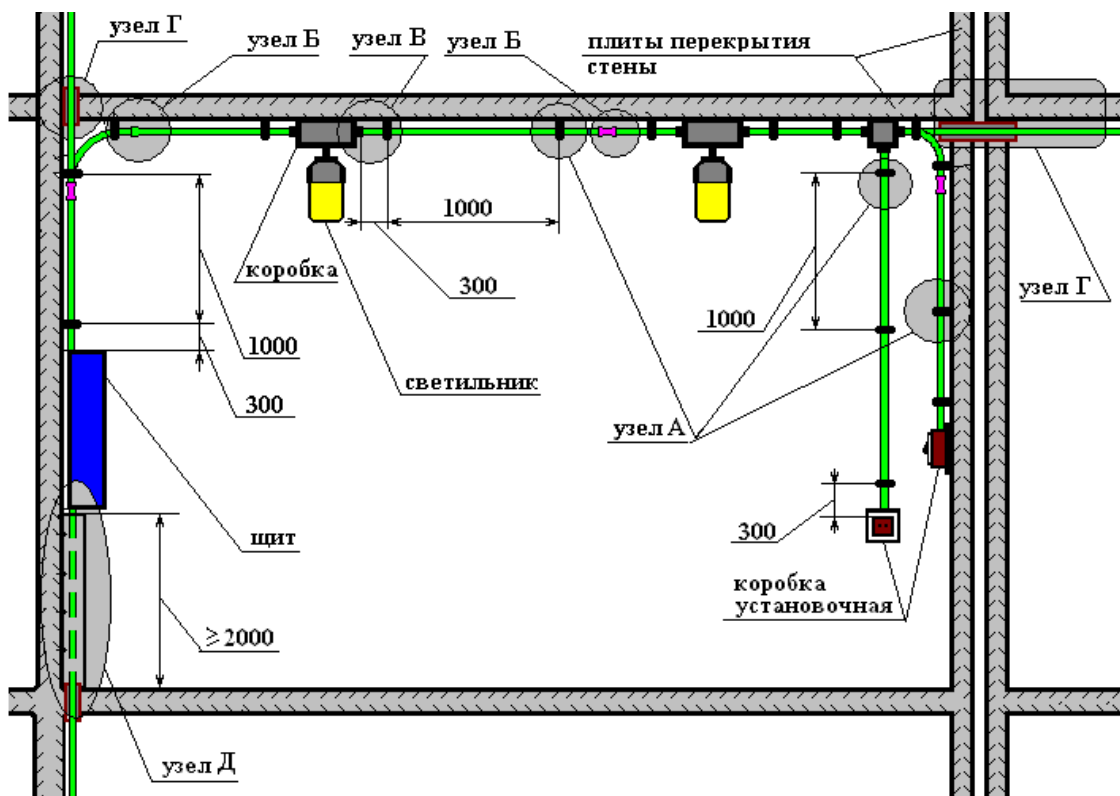 узел Г
узел Б
узел В
узел Б
плиты перекрытия
стены
1000
коробка
300
1000
узел Г
1000
светильник
300
узел А
300
щит
коробка
установочная
≥2000
узел Д